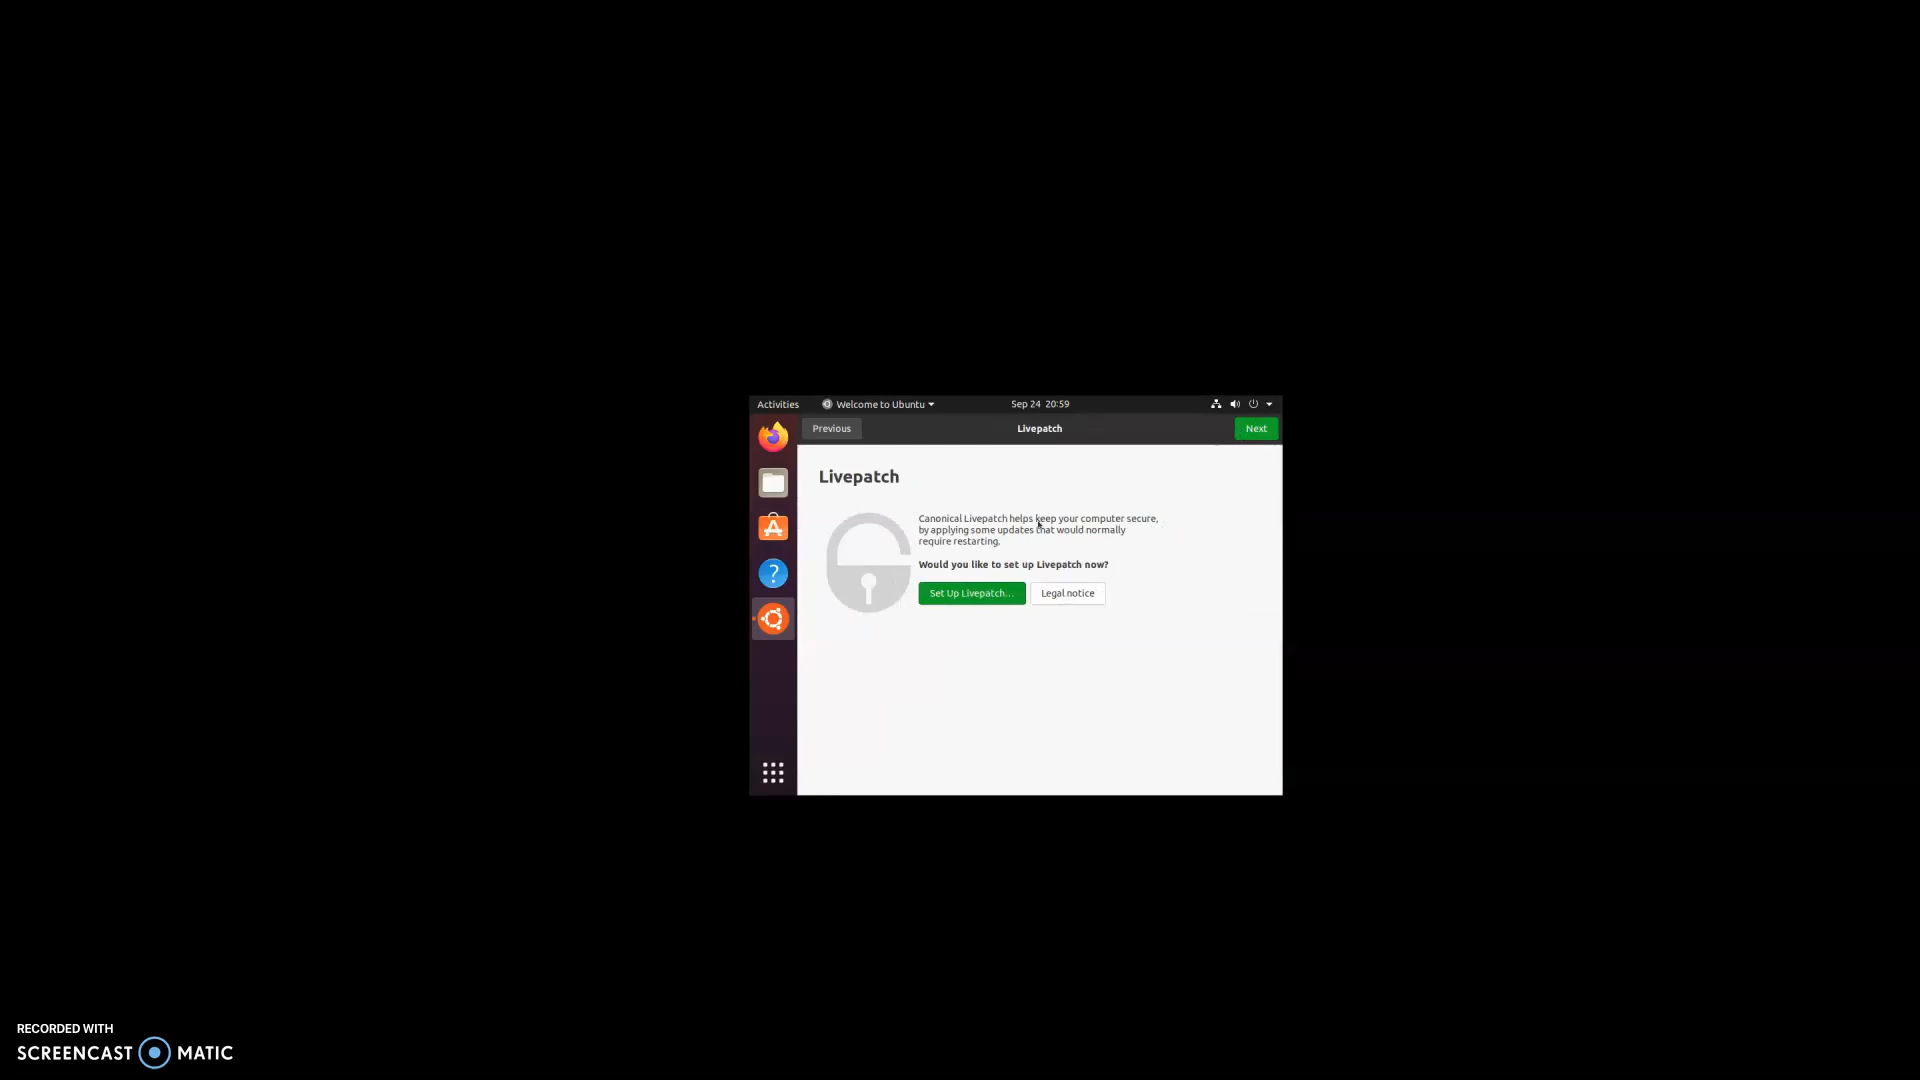 Activities Welcome to Ubuntu Sep 24 20:59
Previous Livepatch Next
Livepatch
Canonical Livepatch helps keep your computer secure,
by applying some updates that would normally
require restarting.
Would you like to set up Livepatch now?
Set Up Livepatch... Legal notice
RECORDED WITH
SCREENCAST MATIC